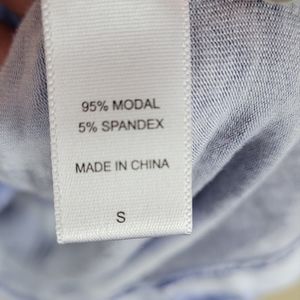 95% MODAL
5% SPANDEX
MADE IN CHINA
S